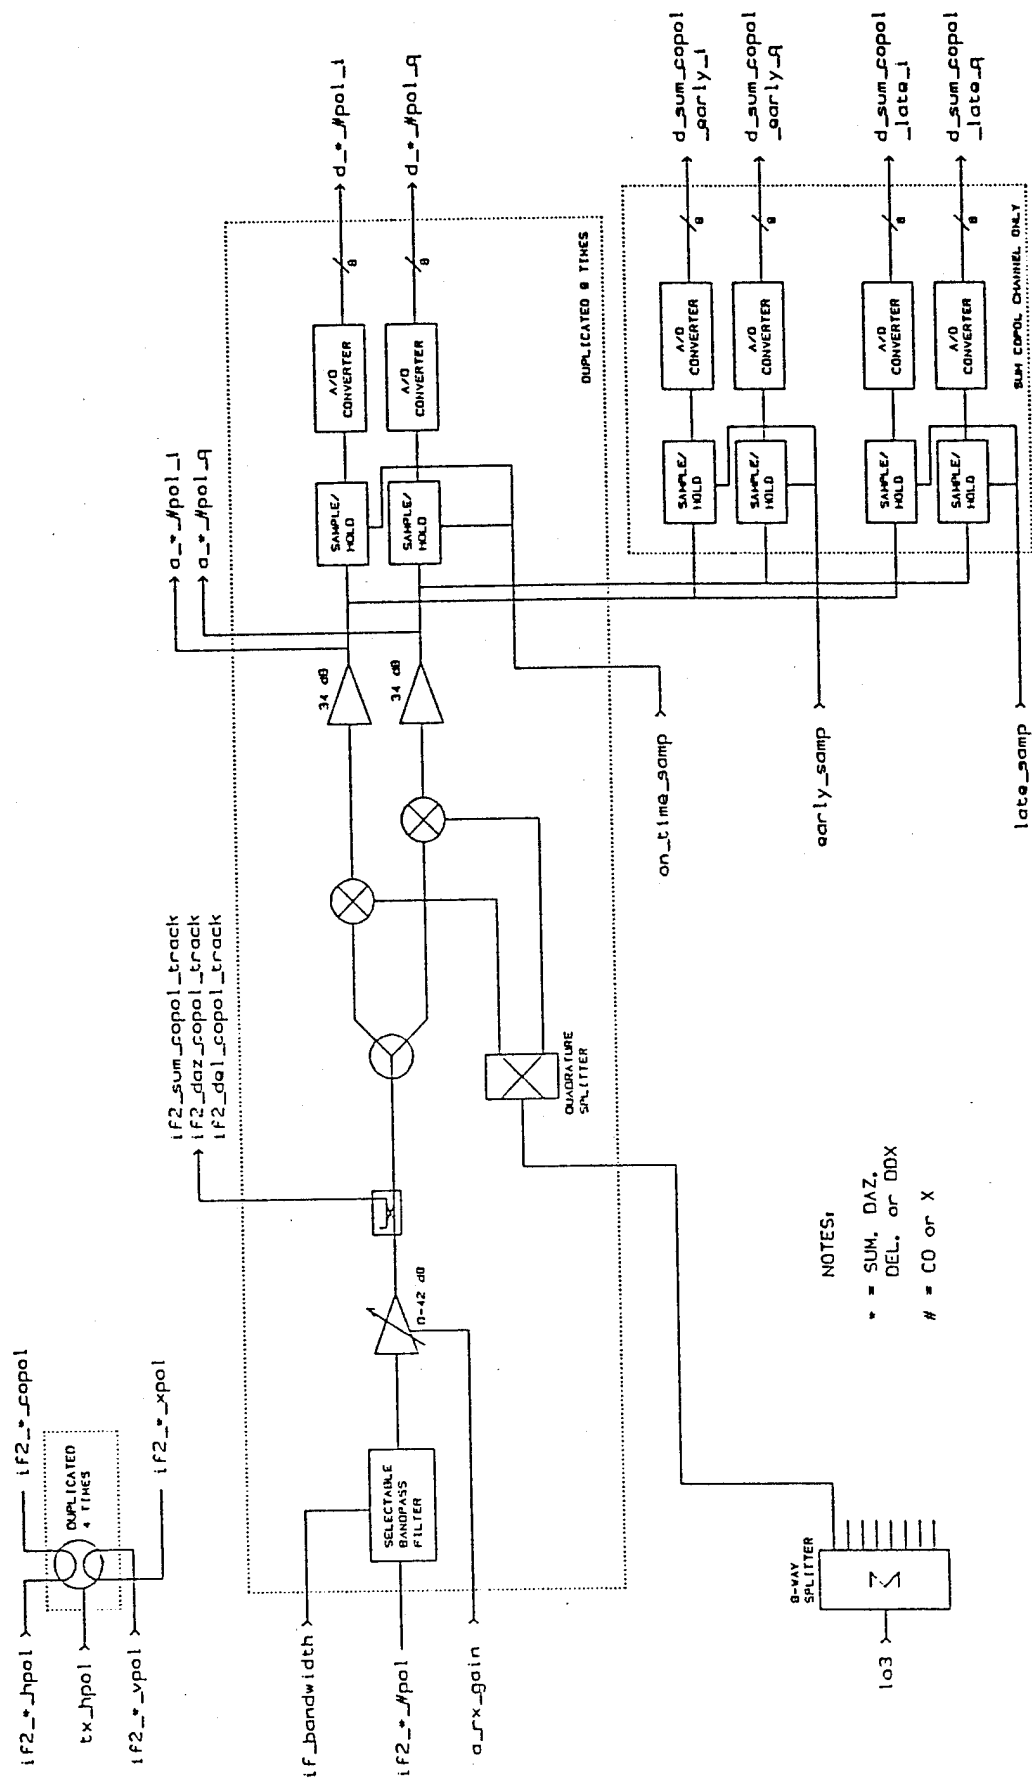 if2_*_hpol
tx_hpol
if2_*_vpol
if2_*_copol
DUPLICATED
4 TIMES
if2_*_xpol
if_bandwidth
if2_*_#pol
a_rx_gain
SELECTABLE
BANDPASS
FILTER
0-42 dB
if2_sum_copol_track
if2_daz_copol_track
if2_del_copol_track
QUADRATURE
SPLITTER
34 dB
34 dB
a_*_#pol_i
a_*_#pol_q
SAMPLE/
HOLD
SAMPLE/
HOLD
A/D
CONVERTER
A/D
CONVERTER
8
8
d_*_#pol_i
d_*_#pol_q
DUPLICATED 8 TIMES
lo3
8-WAY
SPLITTER
Σ
NOTES:
* = SUM, DAZ,
DEL, or DDX
# = CO or X
on_time_samp
early_samp
late_samp
SAMPLE/
HOLD
SAMPLE/
HOLD
SAMPLE/
HOLD
SAMPLE/
HOLD
A/D
CONVERTER
A/D
CONVERTER
A/D
CONVERTER
A/D
CONVERTER
8
8
8
8
SUM COPOL CHANNEL ONLY
d_sum_copol
_early_i
d_sum_copol
_early_q
d_sum_copol
_late_i
d_sum_copol
_late_q